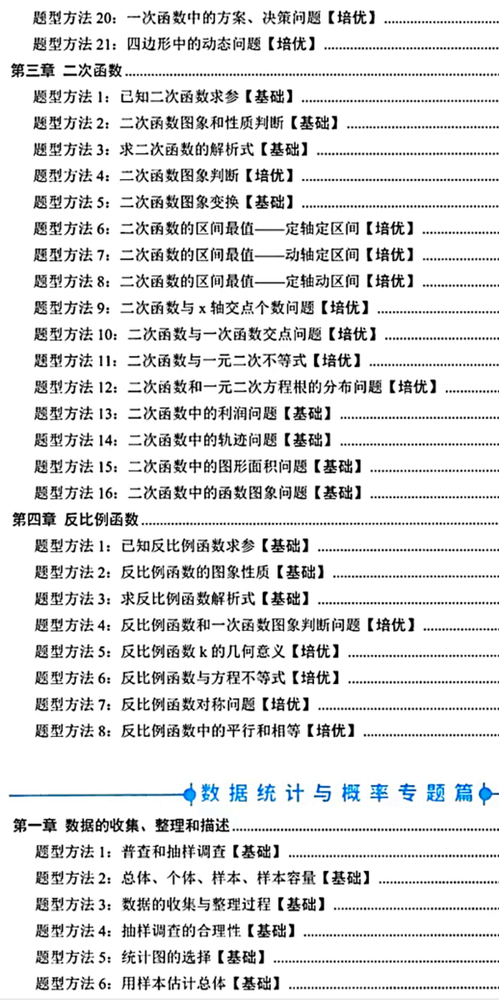 题型方法 20：一次函数中的方案、决策问题【培优】
题型方法 21：四边形中的动态问题【培优】
第三章 二次函数
题型方法 1：已知二次函数求参【基础】
题型方法 2：二次函数图象和性质判断【基础】
题型方法 3：求二次函数的解析式【基础】
题型方法 4：二次函数图象判断【培优】
题型方法 5：二次函数图象变换【基础】
题型方法 6：二次函数的区间最值——定轴定区间【培优】
题型方法 7：二次函数的区间最值——动轴定区间【培优】
题型方法 8：二次函数的区间最值——定轴动区间【培优】
题型方法 9：二次函数与 x 轴交点个数问题【培优】
题型方法 10：二次函数与一次函数交点问题【培优】
题型方法 11：二次函数与一元二次不等式【培优】
题型方法 12：二次函数和一元二次方程根的分布问题【培优】
题型方法 13：二次函数中的利润问题【基础】
题型方法 14：二次函数中的轨迹问题【基础】
题型方法 15：二次函数中的图形面积问题【基础】
题型方法 16：二次函数中的函数图象问题【基础】
第四章 反比例函数
题型方法 1：已知反比例函数求参【基础】
题型方法 2：反比例函数的图象性质【基础】
题型方法 3：求反比例函数解析式【基础】
题型方法 4：反比例函数和一次函数图象判断问题【培优】
题型方法 5：反比例函数 k 的几何意义【培优】
题型方法 6：反比例函数与方程不等式【培优】
题型方法 7：反比例函数对称问题【培优】
题型方法 8：反比例函数中的平行和相等【培优】
数据统计与概率专题篇
第一章 数据的收集、整理和描述
题型方法 1：普查和抽样调查【基础】
题型方法 2：总体、个体、样本、样本容量【基础】
题型方法 3：数据的收集与整理过程【基础】
题型方法 4：抽样调查的合理性【基础】
题型方法 5：统计图的选择【基础】
题型方法 6：用样本估计总体【基础】